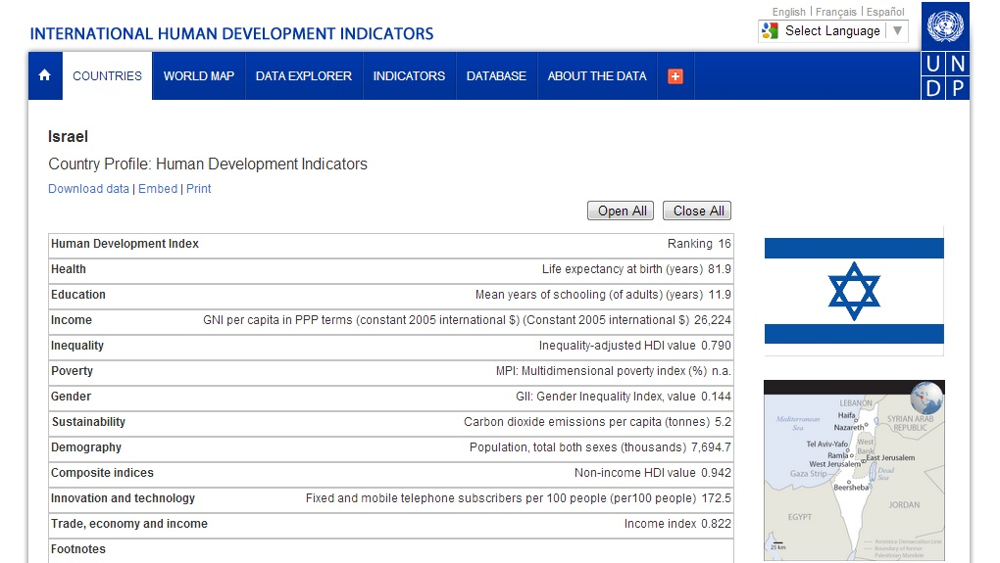 English | Français | Español
INTERNATIONAL HUMAN DEVELOPMENT INDICATORS
Select Language
COUNTRIES WORLD MAP DATA EXPLORER INDICATORS DATABASE ABOUT THE DATA
U N
D P
Israel
Country Profile: Human Development Indicators
Download data | Embed | Print
Open All Close All
Human Development Index Ranking 16
Health Life expectancy at birth (years) 81.9
Education Mean years of schooling (of adults) (years) 11.9
Income GNI per capita in PPP terms (constant 2005 international $) (Constant 2005 international $) 26,224
Inequality Inequality-adjusted HDI value 0.790
Poverty MPI: Multidimensional poverty index (%) n.a.
Gender GII: Gender Inequality Index, value 0.144
Sustainability Carbon dioxide emissions per capita (tonnes) 5.2
Demography Population, total both sexes (thousands) 7,694.7
Composite indices Non-income HDI value 0.942
Innovation and technology Fixed and mobile telephone subscribers per 100 people (per100 people) 172.5
Trade, economy and income Income index 0.822
Footnotes
LEBANON
Haifa
Mediterranean
Sea
SYRIAN ARAB
REPUBLIC
Nazareth
Tel Aviv-Yafo
West
Bank
Ramla
East Jerusalem
West Jerusalem
Gaza Strip
Dead
Sea
Beersheba
JORDAN
EGYPT
25 km
Armistice Demarcation Line
Boundary of former
Palestinian Mandate